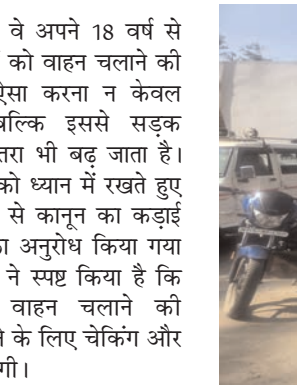 वे अपने 18 वर्ष से
को वाहन चलाने की
ऐसा करना न केवल
बल्कि इससे सड़क
तरा भी बढ़ जाता है।
को ध्यान में रखते हुए
से कानून का कड़ाई
का अनुरोध किया गया
ने स्पष्ट किया है कि
वाहन चलाने की
ने के लिए चेकिंग और
गी।